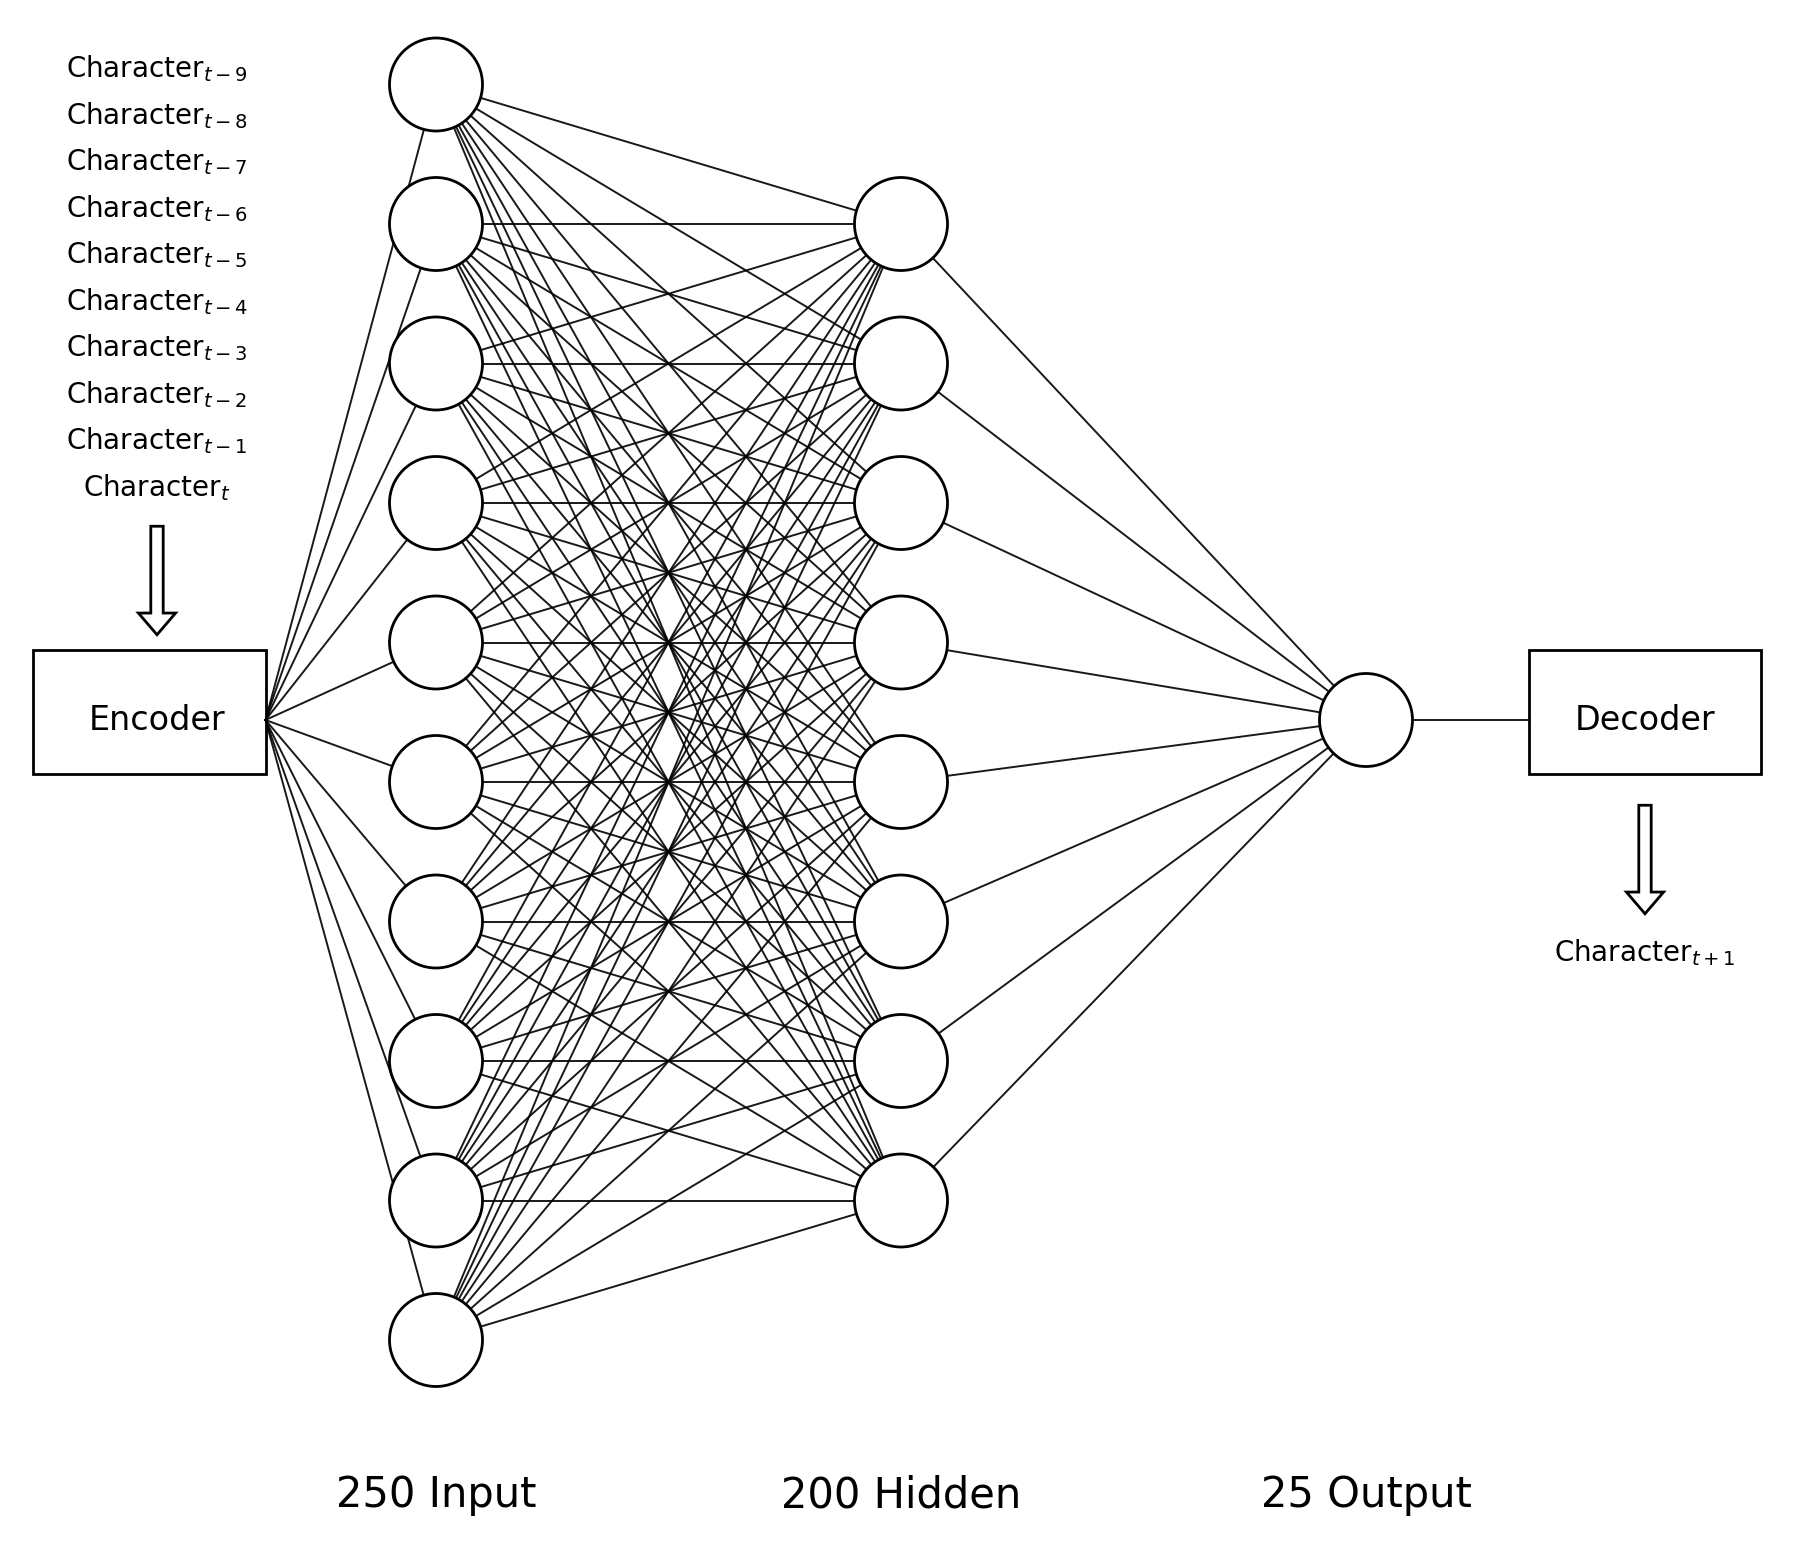 Character t − 9
Character t − 8
Character t − 7
Character t − 6
Character t − 5
Character t − 4
Character t − 3
Character t − 2
Character t − 1
Character t
Encoder
Decoder
Character t + 1
250 Input
200 Hidden
25 Output